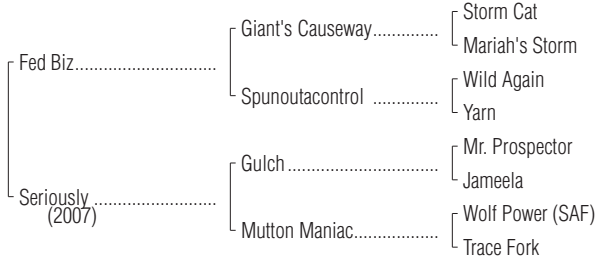 Storm Cat
Giant's Causeway..............
Mariah's Storm
Fed Biz..............................
Wild Again
Spunoutacontrol ..............
Yarn
Mr. Prospector
Gulch................................
Jameela
Seriously ..........................
(2007)
Wolf Power (SAF)
Mutton Maniac..................
Trace Fork